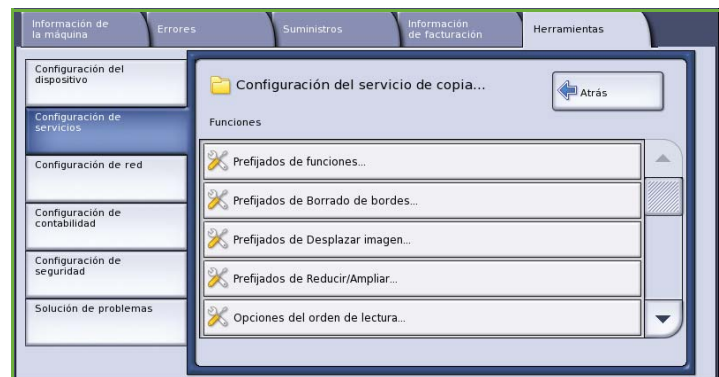 Información de
la máquina
Errores
Suministros
Información
de facturación
Herramientas
Configuración del
dispositivo
Configuración de
servicios
Configuración de red
Configuración de
contabilidad
Configuración de
seguridad
Solución de problemas
Configuración del servicio de copia...
Atrás
Funciones
Prefijados de funciones...
Prefijados de Borrado de bordes...
Prefijados de Desplazar imagen...
Prefijados de Reducir/Ampliar...
Opciones del orden de lectura...